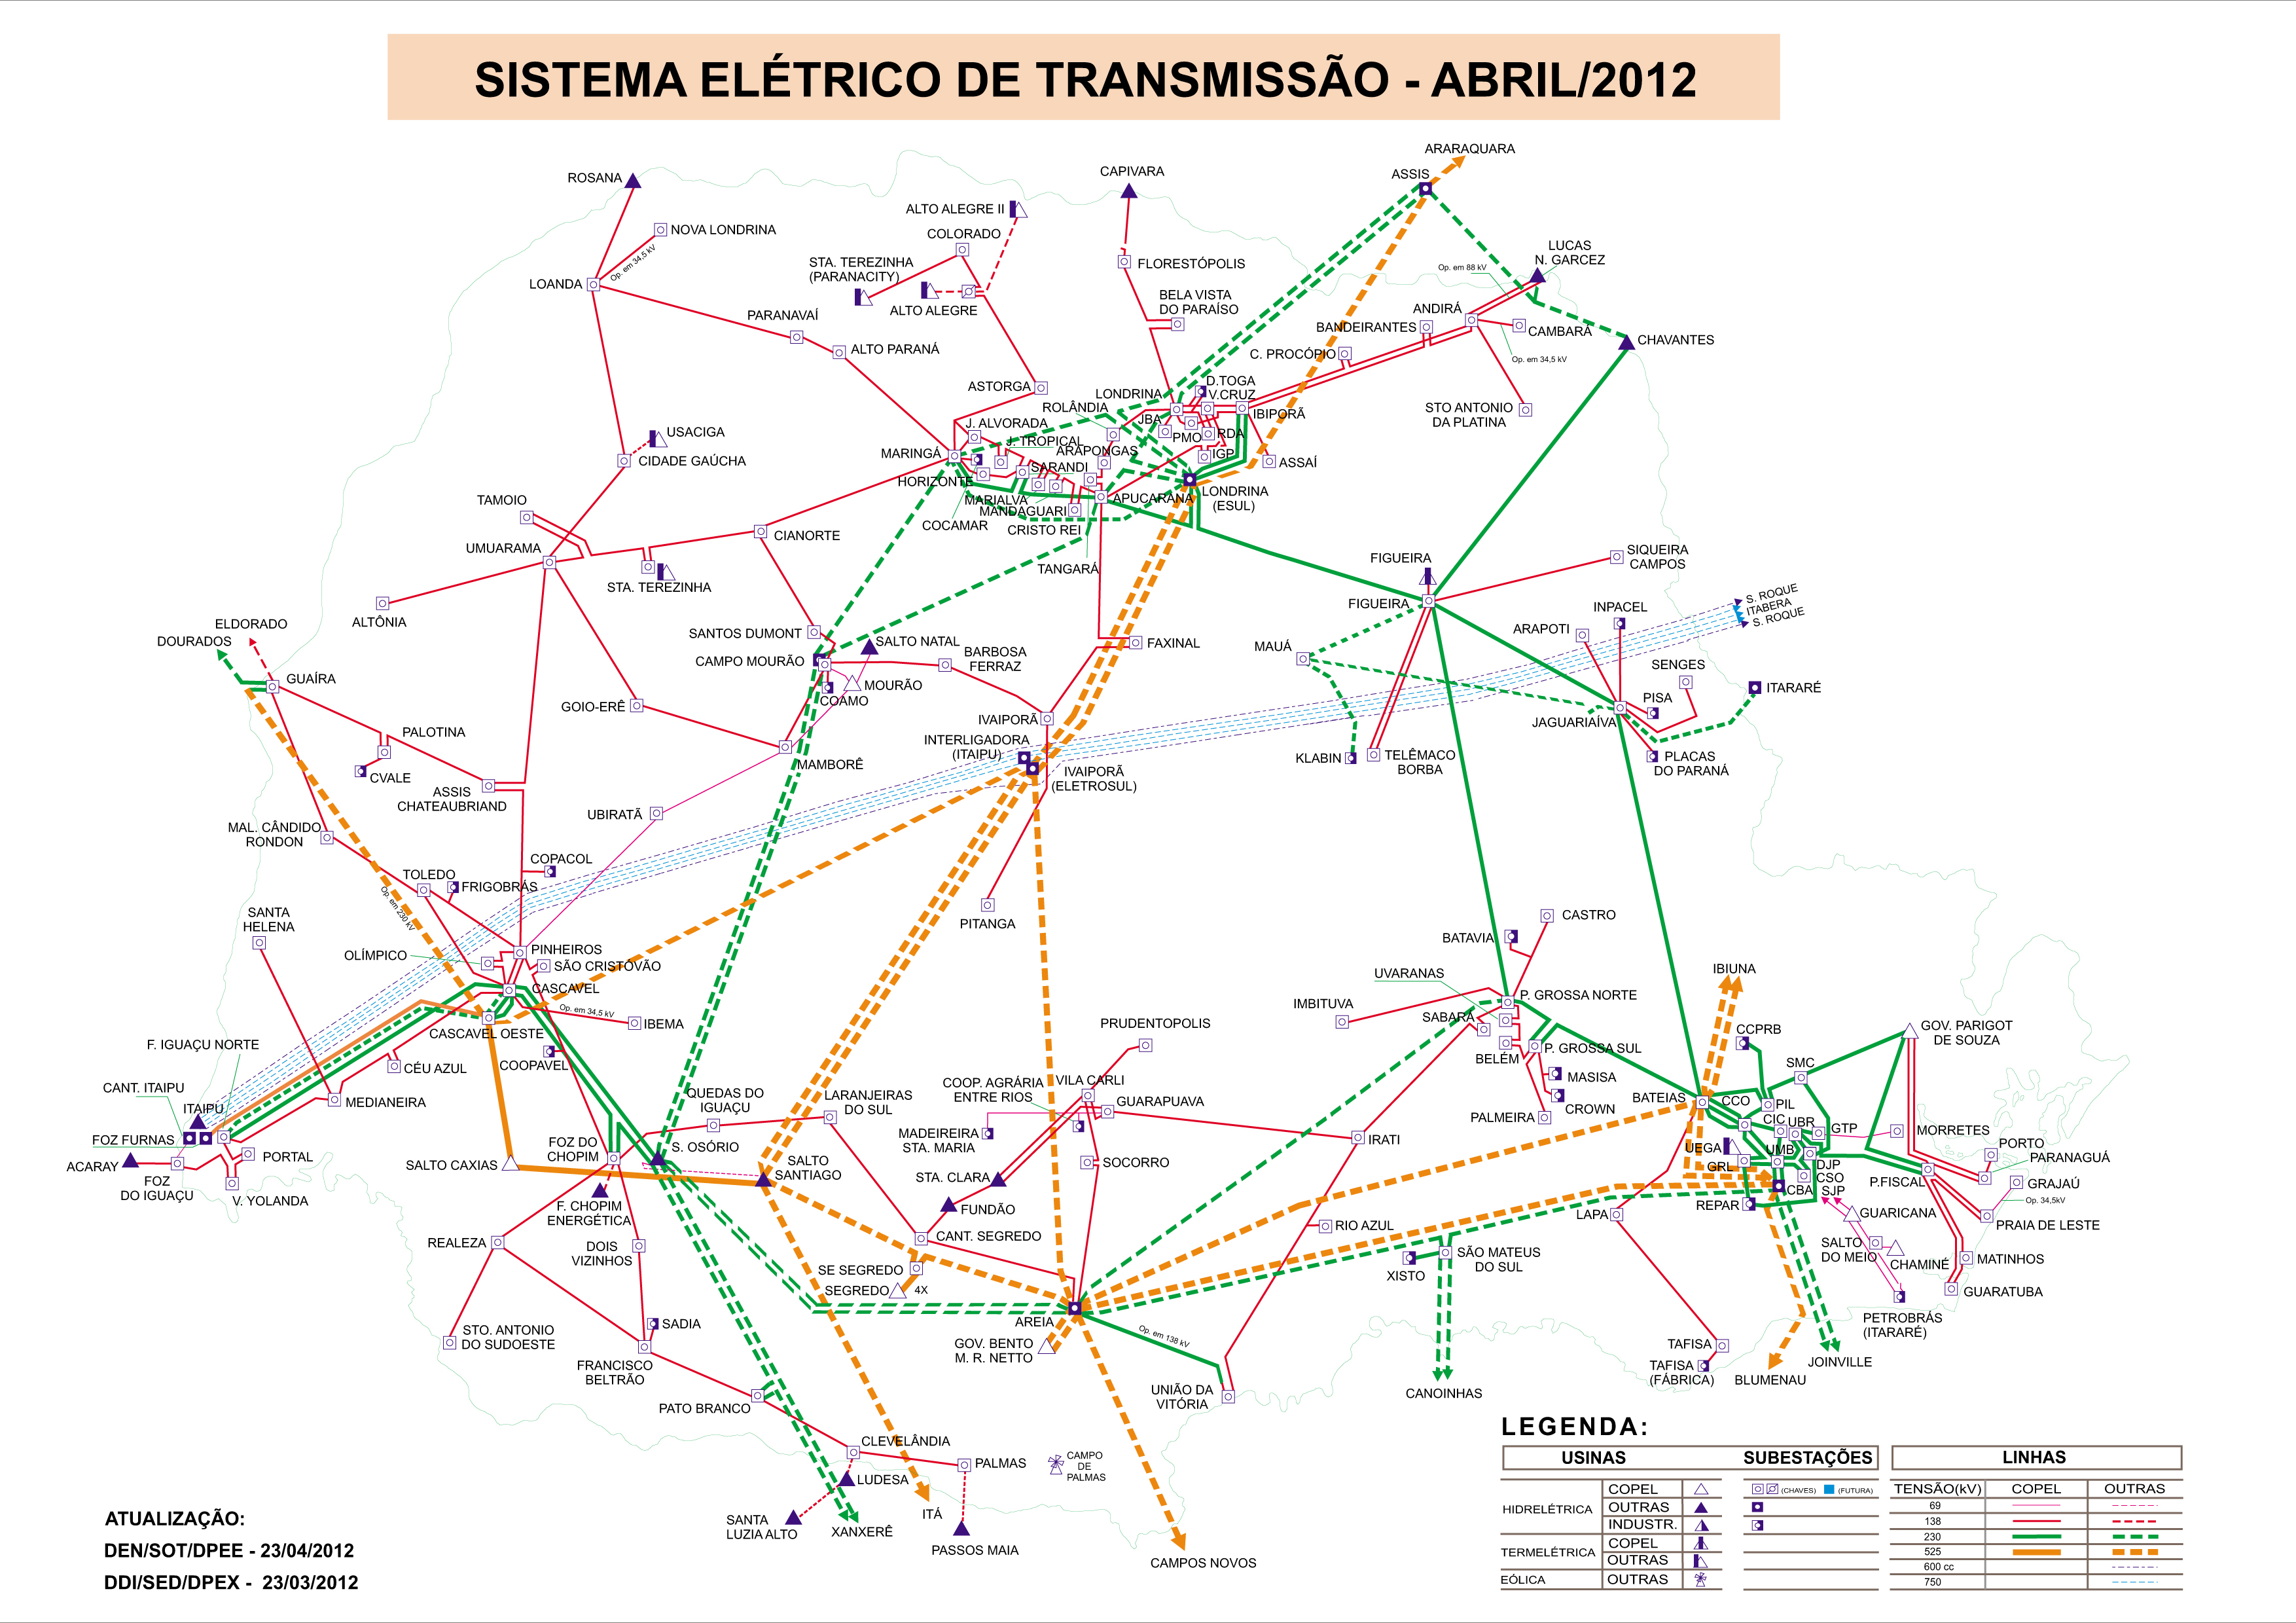 SISTEMA ELÉTRICO DE TRANSMISSÃO - ABRIL/2012
ARARAQUARA
ASSIS
CAPIVARA
ROSANA
ALTO ALEGRE II
NOVA LONDRINA
COLORADO
LUCAS
N. GARCEZ
Op. em 34,5 kV
STA. TEREZINHA
(PARANACITY)
FLORESTÓPOLIS
Op. em 88 kV
LOANDA
ALTO ALEGRE
BELA VISTA
DO PARAÍSO
ANDIRÁ
PARANAVAÍ
BANDEIRANTES
CAMBARÁ
CHAVANTES
ALTO PARANÁ
C. PROCÓPIO
Op. em 34,5 kV
ASTORGA
D.TOGA
LONDRINA
V.CRUZ
ROLÂNDIA
IBIPORÃ
STO ANTONIO
DA PLATINA
J. ALVORADA
JBA
PMO
RDA
USACIGA
J. TROPICAL
ARAPONGAS
MARINGÁ
IGP
CIDADE GAÚCHA
SARANDI
ASSAÍ
HORIZONTE
LONDRINA
(ESUL)
TAMOIO
MARIALVA
APUCARANA
MANDAGUARI
COCAMAR
CRISTO REI
CIANORTE
UMUARAMA
TANGARÁ
FIGUEIRA
SIQUEIRA
CAMPOS
STA. TEREZINHA
FIGUEIRA
INPACEL
S. ROQUE
ITABERA
S. ROQUE
ALTÔNIA
ELDORADO
DOURADOS
SANTOS DUMONT
SALTO NATAL
FAXINAL
MAUÁ
ARAPOTI
CAMPO MOURÃO
BARBOSA
FERRAZ
SENGES
GUAÍRA
MOURÃO
COAMO
PISA
ITARARÉ
GOIO-ERÊ
IVAIPORÃ
JAGUARIAÍVA
PALOTINA
INTERLIGADORA
(ITAIPU)
MAMBORÊ
KLABIN
TELÊMACO
BORBA
PLACAS
DO PARANÁ
CVALE
IVAIPORÃ
(ELETROSUL)
ASSIS
CHATEAUBRIAND
UBIRATÃ
MAL. CÂNDIDO
RONDON
COPACOL
TOLEDO
FRIGOBRÁS
Op. em 230 kV
SANTA
HELENA
PITANGA
CASTRO
BATAVIA
OLÍMPICO
PINHEIROS
SÃO CRISTÓVÃO
IBIUNA
UVARANAS
CASCAVEL
P. GROSSA NORTE
IMBITUVA
Op. em 34,5 kV
SABARÁ
IBEMA
CASCAVEL OESTE
PRUDENTOPOLIS
CCPRB
GOV. PARIGOT
DE SOUZA
F. IGUAÇU NORTE
P. GROSSA SUL
BELÉM
CÉU AZUL
COOPAVEL
SMC
MASISA
CANT. ITAIPU
COOP. AGRÁRIA
ENTRE RIOS
VILA CARLI
QUEDAS DO
IGUAÇU
LARANJEIRAS
DO SUL
MEDIANEIRA
GUARAPUAVA
CROWN
BATEIAS
CCO
PIL
ITAIPU
PALMEIRA
CIC
UBR
GTP
MORRETES
FOZ FURNAS
MADEIREIRA
STA. MARIA
IRATI
FOZ DO
CHOPIM
S. OSÓRIO
UEGA
UMB
PORTO
PARANAGUÁ
PORTAL
SALTO CAXIAS
SALTO
SANTIAGO
SOCORRO
GRL
DJP
ACARAY
STA. CLARA
CSO
P.FISCAL
FOZ
DO IGUAÇU
CBA
SJP
GRAJAÚ
V. YOLANDA
F. CHOPIM
ENERGÉTICA
FUNDÃO
REPAR
Op. 34,5kV
GUARICANA
LAPA
RIO AZUL
PRAIA DE LESTE
REALEZA
DOIS
VIZINHOS
CANT. SEGREDO
SALTO
DO MEIO
SÃO MATEUS
DO SUL
CHAMINÉ
MATINHOS
SE SEGREDO
XISTO
SEGREDO
4X
GUARATUBA
SADIA
AREIA
PETROBRÁS
(ITARARÉ)
STO. ANTONIO
DO SUDOESTE
Op. em 138 kV
GOV. BENTO
M. R. NETTO
TAFISA
FRANCISCO
BELTRÃO
TAFISA
(FÁBRICA)
JOINVILLE
BLUMENAU
UNIÃO DA
VITÓRIA
CANOINHAS
PATO BRANCO
CLEVELÂNDIA
CAMPO
DE
PALMAS
PALMAS
LUDESA
ITÁ
SANTA
LUZIA ALTO
XANXERÊ
PASSOS MAIA
CAMPOS NOVOS
LEGENDA:
USINAS SUBESTAÇÕES LINHAS
COPEL (CHAVES) (FUTURA) TENSÃO(kV) COPEL OUTRAS
HIDRELÉTRICA OUTRAS 69
INDUSTR. 138
COPEL 230
TERMELÉTRICA OUTRAS 525
600 cc
EÓLICA OUTRAS 750
ATUALIZAÇÃO:
DEN/SOT/DPEE - 23/04/2012
DDI/SED/DPEX - 23/03/2012